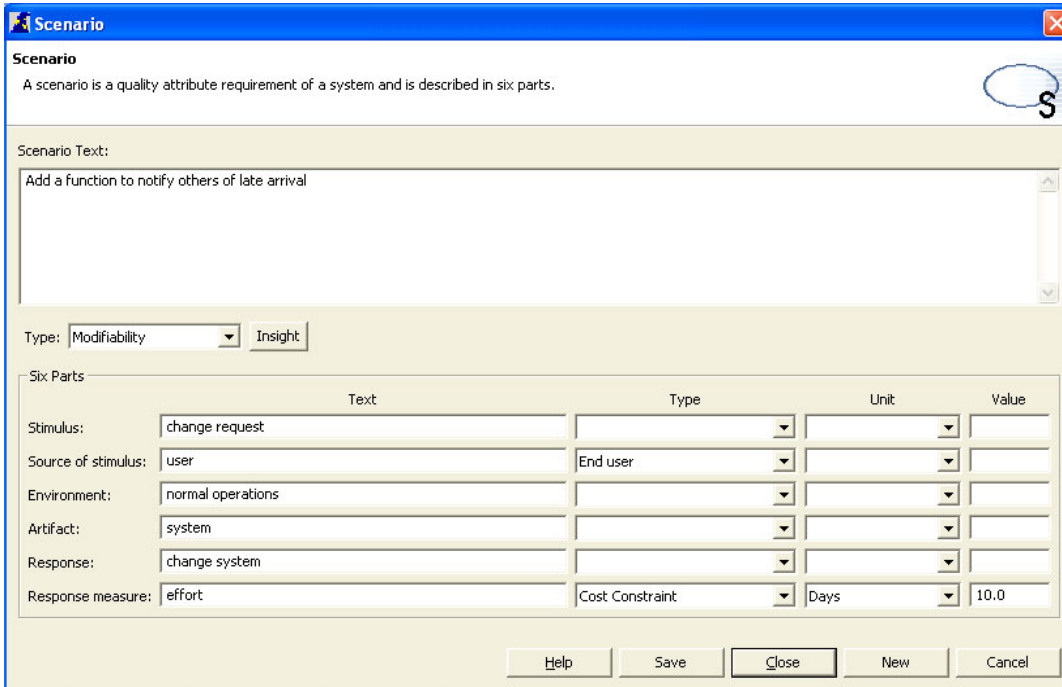 Scenario
Scenario
A scenario is a quality attribute requirement of a system and is described in six parts.
S
Scenario Text:
Add a function to notify others of late arrival
Type: Modifiability Insight
Six Parts
Text Type Unit Value
Stimulus: change request
Source of stimulus: user End user
Environment: normal operations
Artifact: system
Response: change system
Response measure: effort Cost Constraint Days 10.0
Help Save Close New Cancel